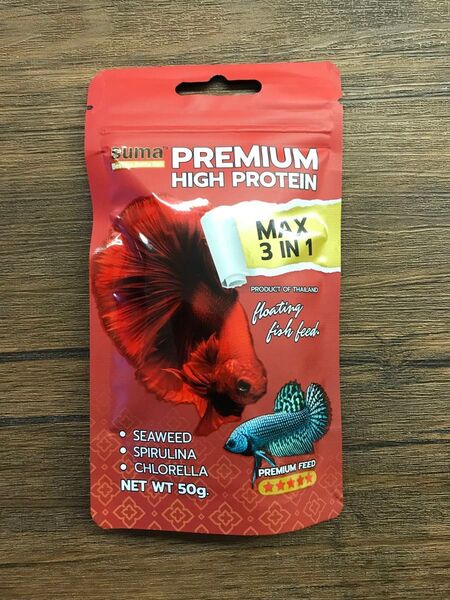 suma™
PREMIUM
HIGH PROTEIN
MAX
3 IN 1
PRODUCT OF THAILAND
floating
fish feed.
• SEAWEED
• SPIRULINA
• CHLORELLA
NET WT 50g.
PREMIUM FEED